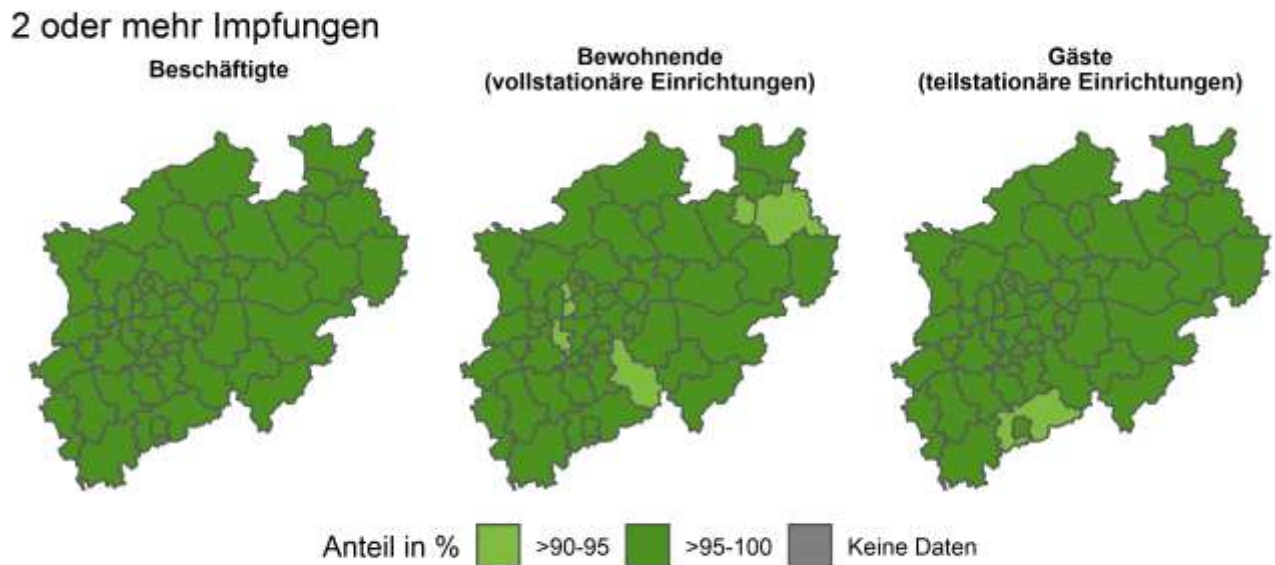 2 oder mehr Impfungen
Beschäftigte
Bewohnende
(vollstationäre Einrichtungen)
Gäste
(teilstationäre Einrichtungen)
Anteil in % >90-95 >95-100 Keine Daten